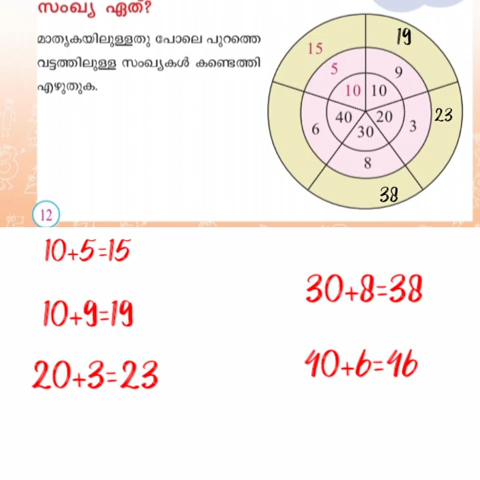 സംഖ്യ ഏത്?
മാതൃകയിലുള്ളതു പോലെ പുറത്തെ
വട്ടത്തിലുള്ള സംഖ്യകൾ കണ്ടെത്തി
എഴുതുക.
15 19
5 9
10 10
40 20
30
6 3 23
8
38
12
10+5=15
10+9=19
20+3=23
30+8=38
40+6=46